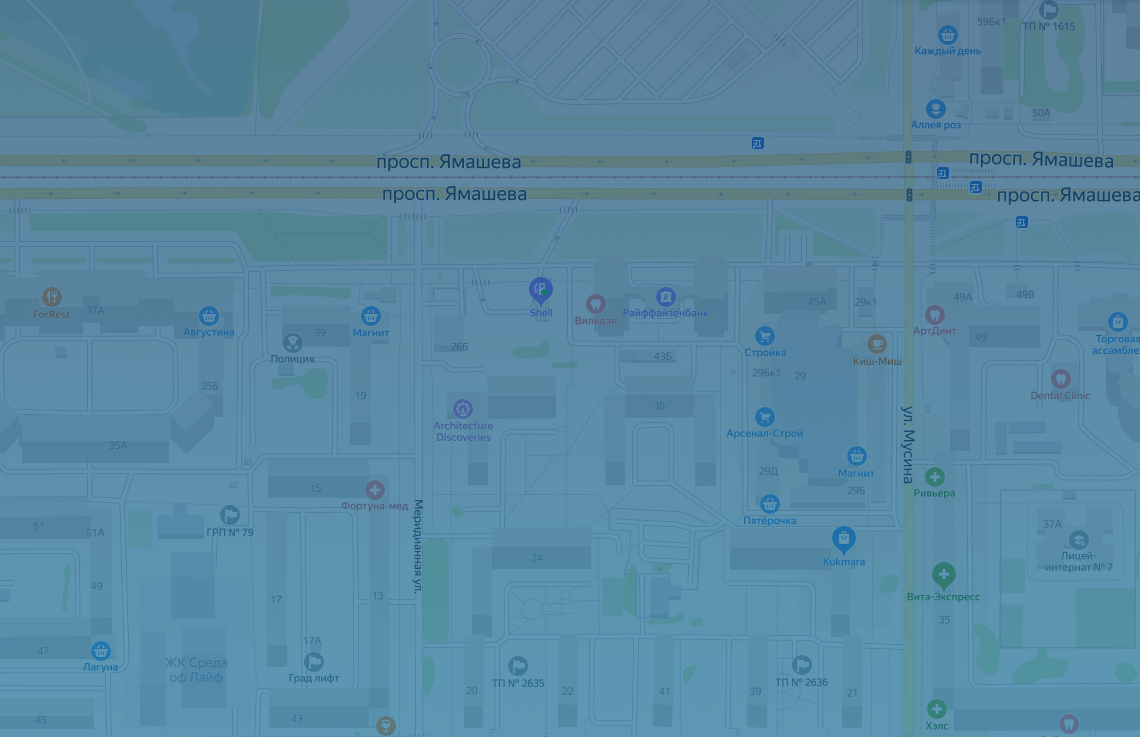 59Бк1
ТП № 1615
Каждый день
Аллея роз
50А
просп. Ямашева
просп. Ямашева
просп. Ямашева
просп. Ямашева
ForRest
37А
Августина
39
Полиция
Магнит
26Б
Shell
Вильдан
Райффайзенбанк
43Б
45А
29к1
Стройка
Киш-Миш
49А
49В
АртДент
49
Торговая
ассамблея
35Б
19
Architecture
Discoveries
30
29Бк1
29
Dental Clinic
Арсенал-Строй
ул. Мусина
35А
15
Фортуна-мед
Магнит
29Д
29Б
Ривьера
51
51А
ГРП № 79
Меридианная ул.
Пятёрочка
Kukmara
37А
Лицей-
интернат № 7
24
49
17
13
Вита-Экспресс
35
47
Лагуна
17А
Град лифт
ЖК Среда
оф Лайф
ТП № 2635
ТП № 2636
20
22
41
39
21
45
43
Хэлс